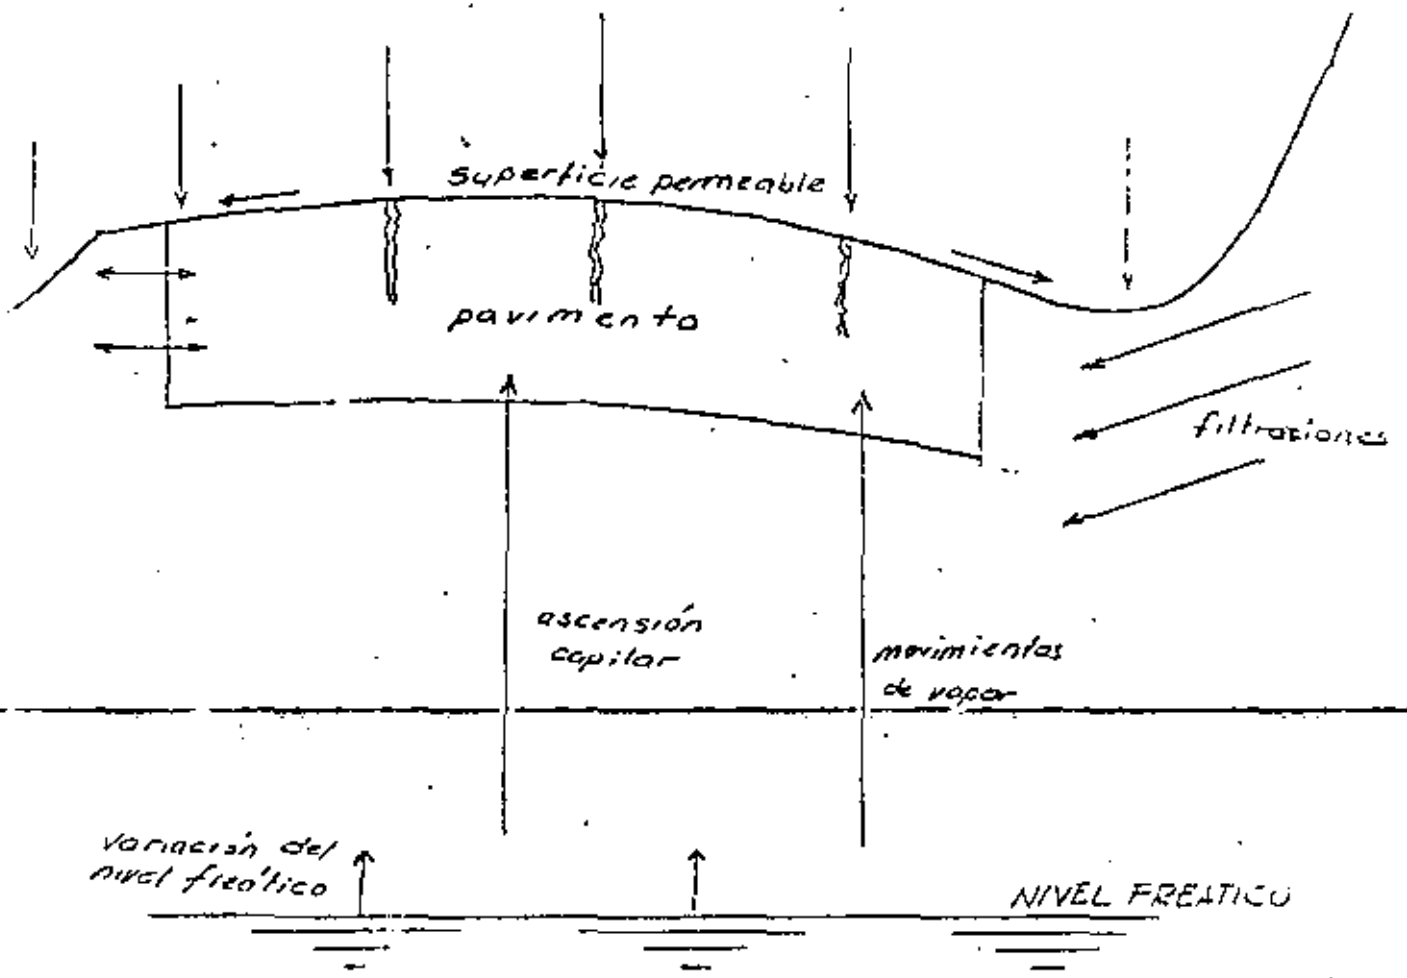 superficie permeable
pavimento
filtraciones
ascensión
capilar
movimientos
de vapor
variación del
nivel freático
NIVEL FREATICO